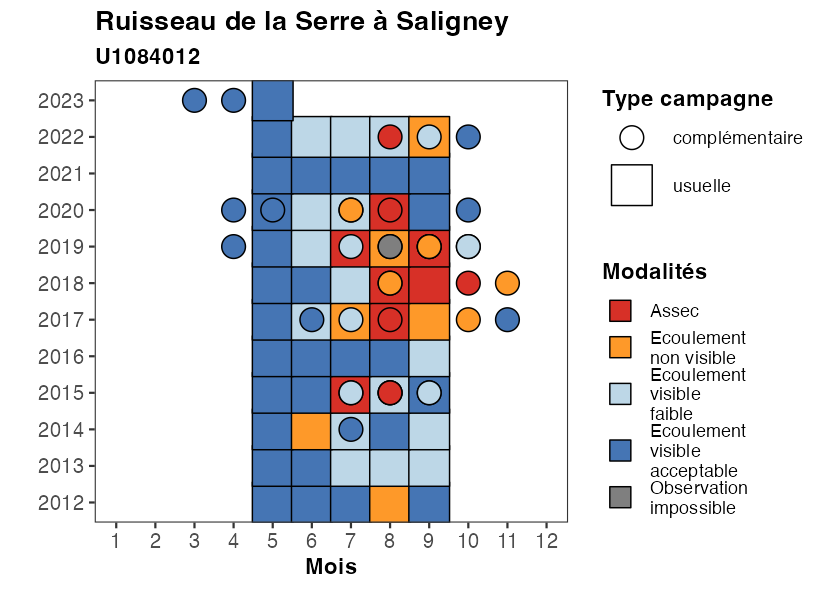 Ruisseau de la Serre à Saligney
U1084012
2023
2022
2021
2020
2019
2018
2017
2016
2015
2014
2013
2012
1 2 3 4 5 6 7 8 9 10 11 12
Mois
Type campagne
complémentaire
usuelle
Modalités
Assec
Ecoulement
non visible
Ecoulement
visible
faible
Ecoulement
visible
acceptable
Observation
impossible